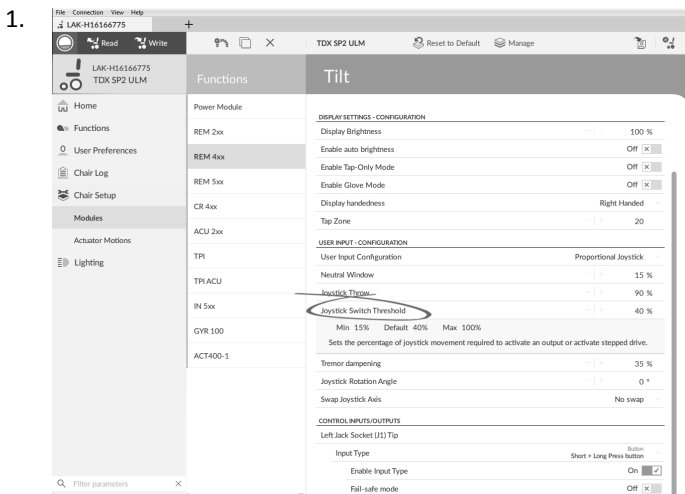 1.
File Connection View Help
LAK-H16166775 +
Read Write TDX SP2 ULM Reset to Default Manage
LAK-H16166775
TDX SP2 ULM
Functions
Tilt
Home
Functions
User Preferences
Chair Log
Chair Setup
Modules
Actuator Motions
Lighting
Filter parameters
Power Module
REM 2xx
REM 4xx
REM 5xx
CR 4xx
ACU 2xx
TPI
TPI ACU
IN 5xx
GYR 100
ACT400-1
DISPLAY SETTINGS - CONFIGURATION
Display Brightness 100 %
Enable auto brightness Off
Enable Tap-Only Mode Off
Enable Glove Mode Off
Display handedness Right Handed
Tap Zone 20
USER INPUT - CONFIGURATION
User Input Configuration Proportional Joystick
Neutral Window 15 %
Joystick Throw 90 %
Joystick Switch Threshold 40 %
Min 15% Default 40% Max 100%
Sets the percentage of joystick movement required to activate an output or activate stepped drive.
Tremor dampening 35 %
Joystick Rotation Angle 0 °
Swap Joystick Axis No swap
CONTROL INPUTS/OUTPUTS
Left Jack Socket (J1) Tip
Button
Input Type Short + Long Press button
Enable Input Type On
Fail-safe mode Off